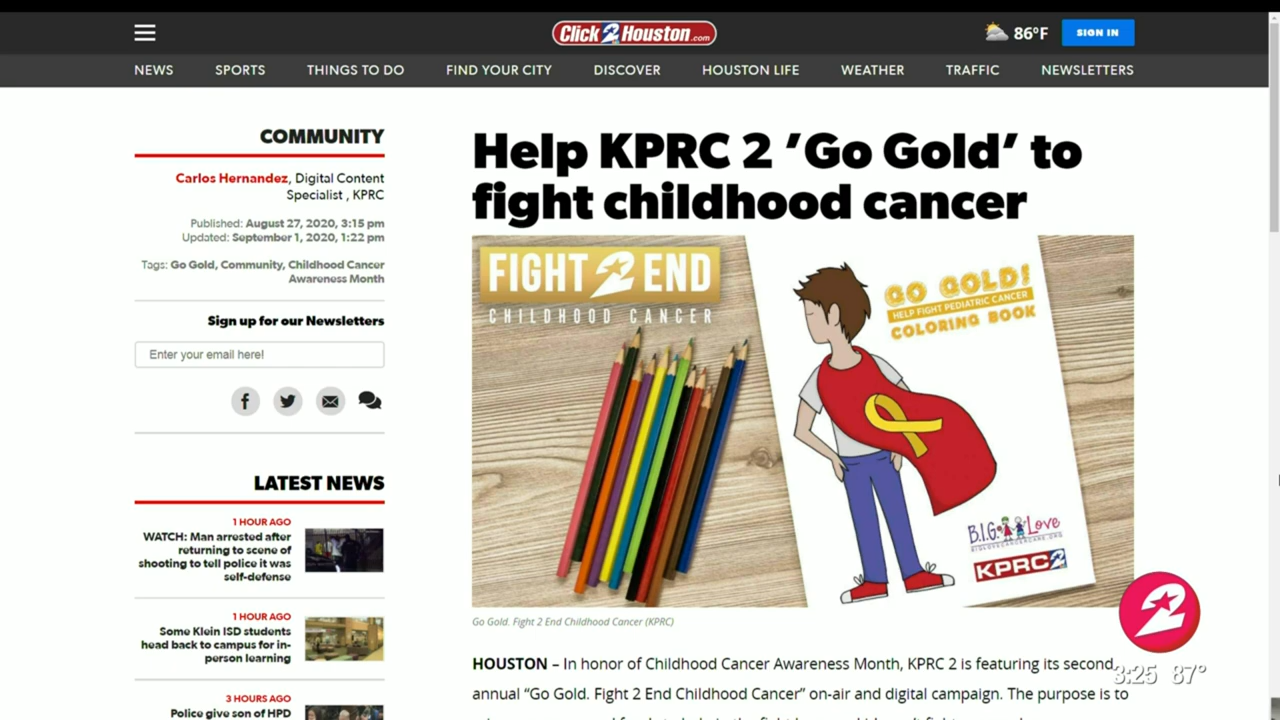 Click2Houston.com
86°F
SIGN IN
NEWS
SPORTS
THINGS TO DO
FIND YOUR CITY
DISCOVER
HOUSTON LIFE
WEATHER
TRAFFIC
NEWSLETTERS
COMMUNITY
Carlos Hernandez, Digital Content
Specialist , KPRC
Published: August 27, 2020, 3:15 pm
Updated: September 1, 2020, 1:22 pm
Tags: Go Gold, Community, Childhood Cancer
Awareness Month
Sign up for our Newsletters
Enter your email here!
LATEST NEWS
1 HOUR AGO
WATCH: Man arrested after
returning to scene of
shooting to tell police it was
self-defense
1 HOUR AGO
Some Klein ISD students
head back to campus for in-
person learning
3 HOURS AGO
Police give son of HPD
Help KPRC 2 ’Go Gold’ to
fight childhood cancer
FIGHT 2 END
CHILDHOOD CANCER
GO GOLD!
HELP FIGHT PEDIATRIC CANCER
COLORING BOOK
B.I.G. Love
BIGLOVECANCERCARE.ORG
KPRC 2
Go Gold. Fight 2 End Childhood Cancer (KPRC)
HOUSTON – In honor of Childhood Cancer Awareness Month, KPRC 2 is featuring its second
annual “Go Gold. Fight 2 End Childhood Cancer” on-air and digital campaign. The purpose is to
2
3:25 87°